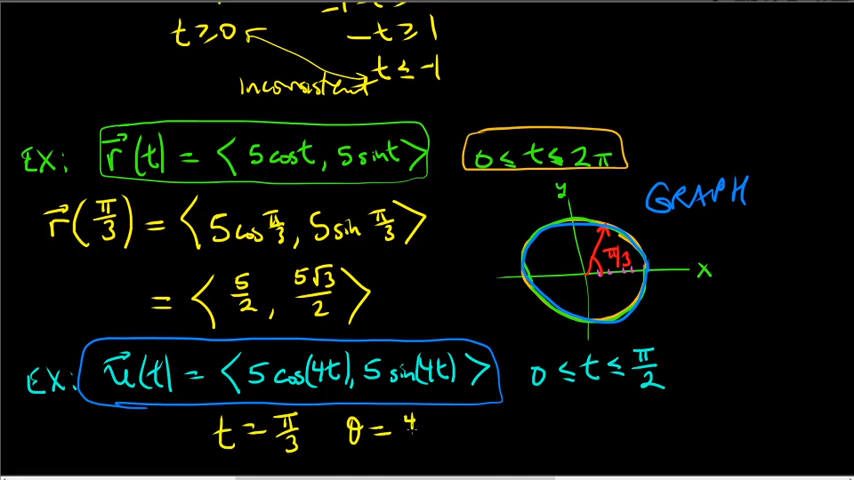 t ≥ 0
-t ≥ 1
inconsistent t ≤ -1
EX: r⃗(t) = < 5cost, 5sint > 0 ≤ t ≤ 2π
y
GRAPH
r⃗(π/3) = < 5cos π/3, 5sin π/3 >
π/3
x
= < 5/2, 5√3/2 >
EX: u⃗(t) = < 5cos(4t), 5sin(4t) > 0 ≤ t ≤ π/2
t = π/3 θ = 4